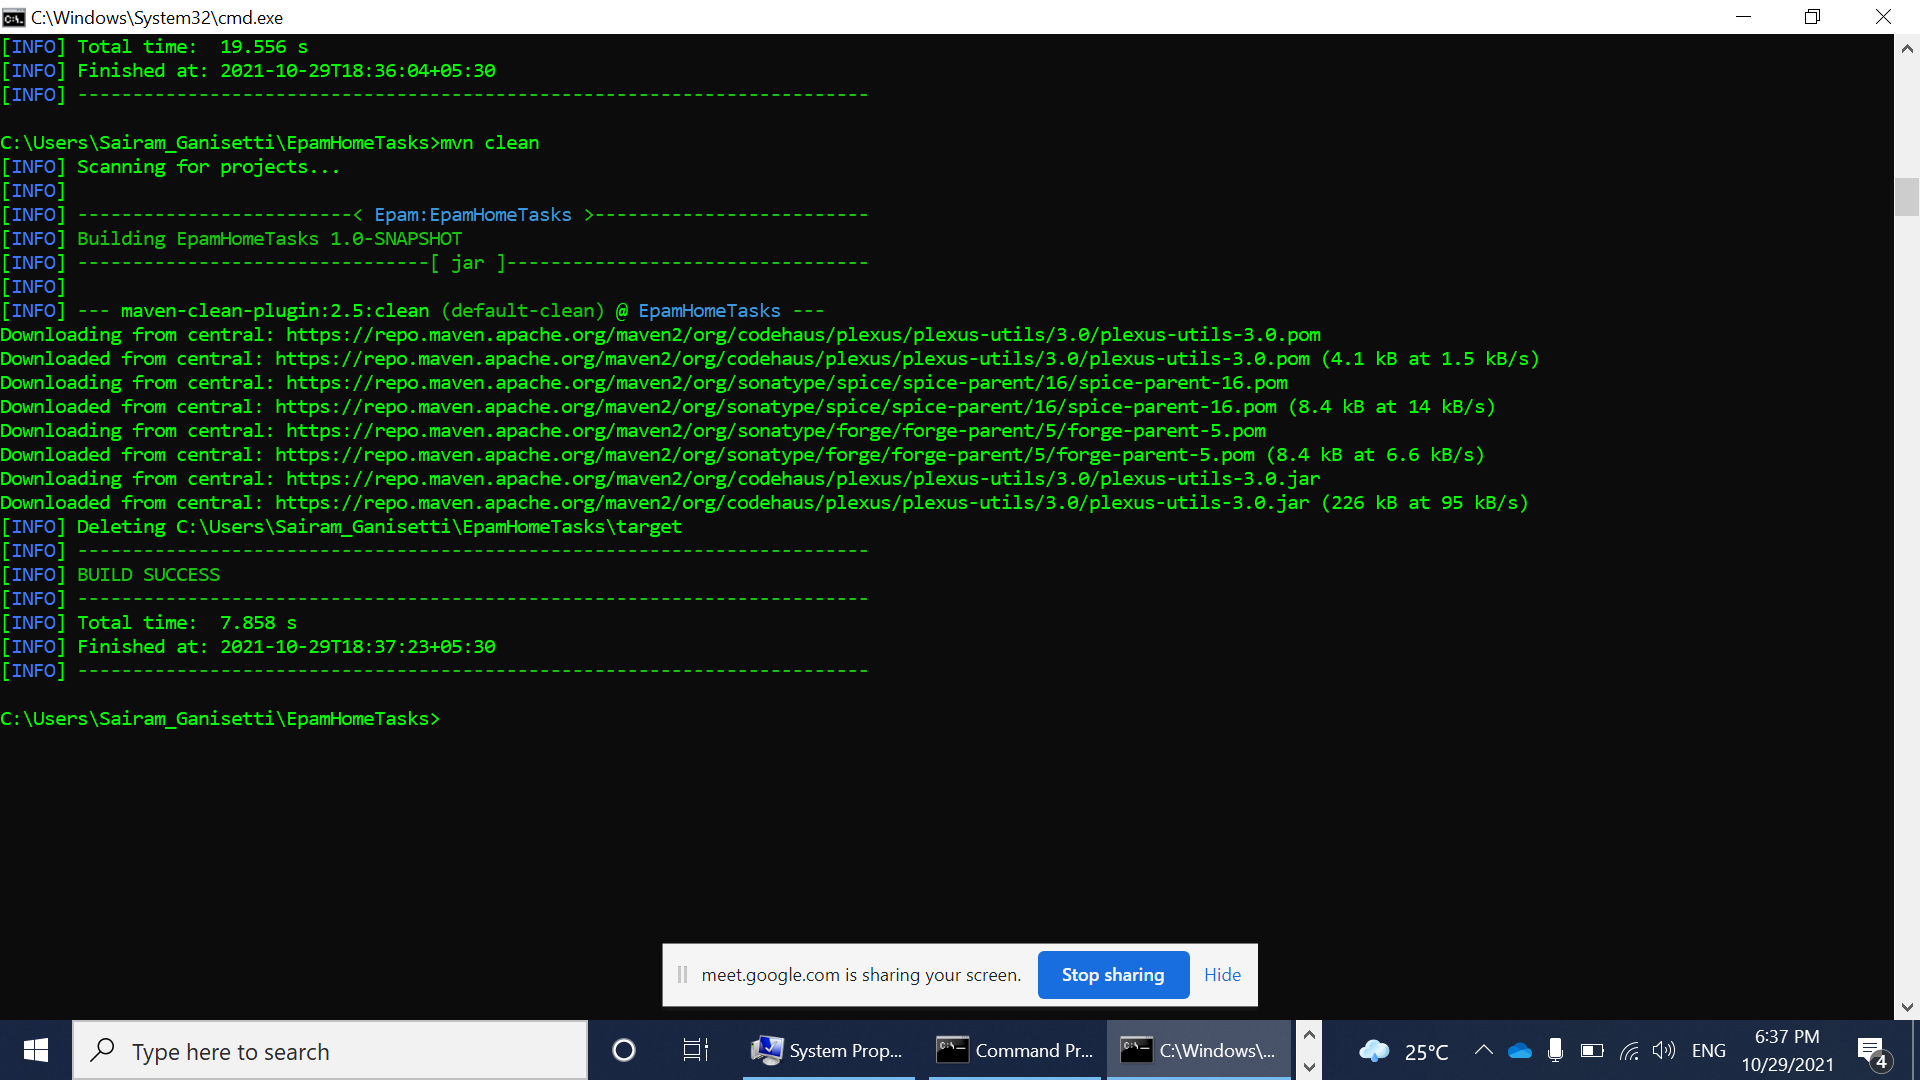 C:\Windows\System32\cmd.exe
[INFO] Total time:  19.556 s
[INFO] Finished at: 2021-10-29T18:36:04+05:30
[INFO] ------------------------------------------------------------------------
C:\Users\Sairam_Ganisetti\EpamHomeTasks>mvn clean
[INFO] Scanning for projects...
[INFO]
[INFO] -------------------------< Epam:EpamHomeTasks >-------------------------
[INFO] Building EpamHomeTasks 1.0-SNAPSHOT
[INFO] --------------------------------[ jar ]---------------------------------
[INFO]
[INFO] --- maven-clean-plugin:2.5:clean (default-clean) @ EpamHomeTasks ---
Downloading from central: https://repo.maven.apache.org/maven2/org/codehaus/plexus/plexus-utils/3.0/plexus-utils-3.0.pom
Downloaded from central: https://repo.maven.apache.org/maven2/org/codehaus/plexus/plexus-utils/3.0/plexus-utils-3.0.pom (4.1 kB at 1.5 kB/s)
Downloading from central: https://repo.maven.apache.org/maven2/org/sonatype/spice/spice-parent/16/spice-parent-16.pom
Downloaded from central: https://repo.maven.apache.org/maven2/org/sonatype/spice/spice-parent/16/spice-parent-16.pom (8.4 kB at 14 kB/s)
Downloading from central: https://repo.maven.apache.org/maven2/org/sonatype/forge/forge-parent/5/forge-parent-5.pom
Downloaded from central: https://repo.maven.apache.org/maven2/org/sonatype/forge/forge-parent/5/forge-parent-5.pom (8.4 kB at 6.6 kB/s)
Downloading from central: https://repo.maven.apache.org/maven2/org/codehaus/plexus/plexus-utils/3.0/plexus-utils-3.0.jar
Downloaded from central: https://repo.maven.apache.org/maven2/org/codehaus/plexus/plexus-utils/3.0/plexus-utils-3.0.jar (226 kB at 95 kB/s)
[INFO] Deleting C:\Users\Sairam_Ganisetti\EpamHomeTasks\target
[INFO] ------------------------------------------------------------------------
[INFO] BUILD SUCCESS
[INFO] ------------------------------------------------------------------------
[INFO] Total time:  7.858 s
[INFO] Finished at: 2021-10-29T18:37:23+05:30
[INFO] ------------------------------------------------------------------------
C:\Users\Sairam_Ganisetti\EpamHomeTasks>
meet.google.com is sharing your screen. Stop sharing Hide
Type here to search System Prop... Command Pr... C:\Windows\... 25°C ENG 6:37 PM
10/29/2021 4